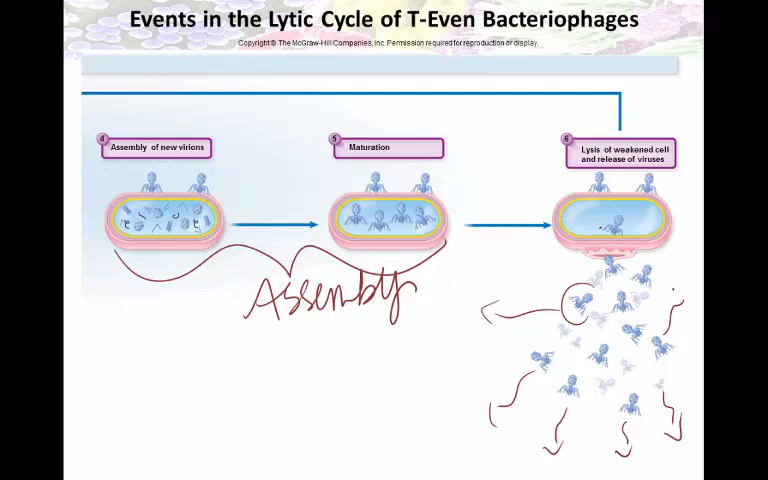 Events in the Lytic Cycle of T-Even Bacteriophages
Copyright © The McGraw-Hill Companies, Inc. Permission required for reproduction or display.
4
Assembly of new virions
5
Maturation
6
Lysis of weakened cell
and release of viruses
Assembly